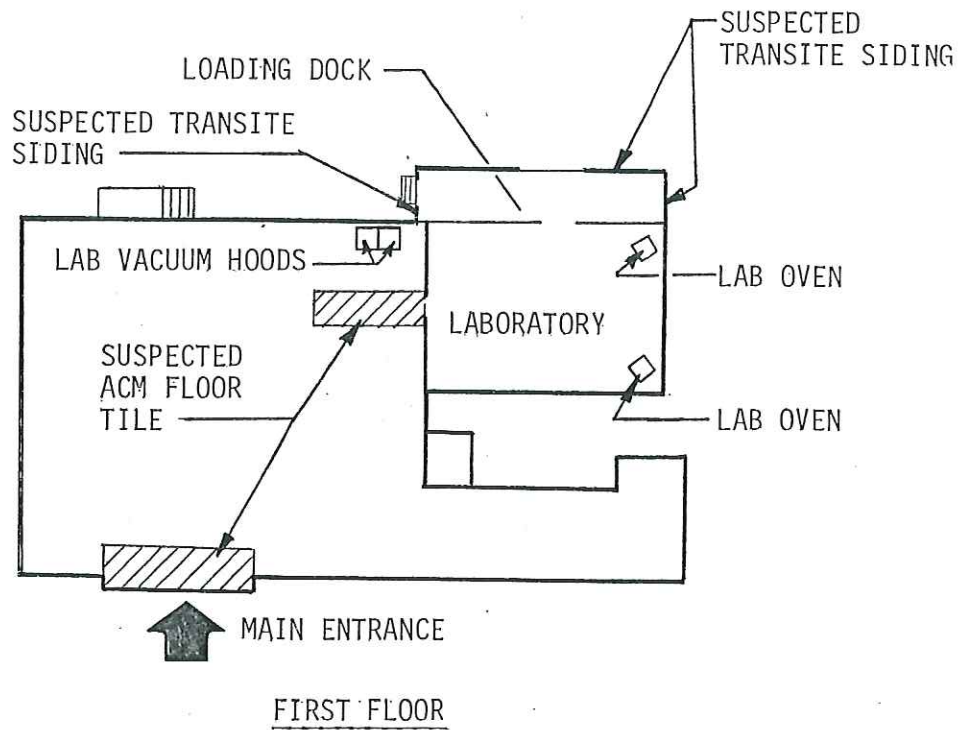 SUSPECTED
TRANSITE SIDING
LOADING DOCK
SUSPECTED TRANSITE
SIDING
LAB VACUUM HOODS
LAB OVEN
LABORATORY
SUSPECTED
ACM FLOOR
TILE
LAB OVEN
MAIN ENTRANCE
FIRST FLOOR